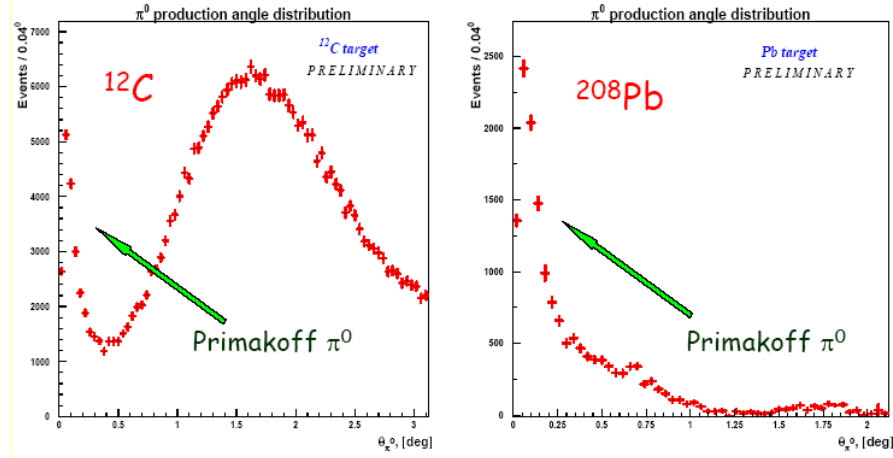 π⁰ production angle distribution
Events / 0.04⁰
7000
6000
5000
4000
3000
2000
1000
0
¹²C target
PRELIMINARY
¹²C
Primakoff π⁰
0
0.5
1
1.5
2
2.5
3
θπ⁰, [deg]
π⁰ production angle distribution
Events / 0.04⁰
2500
2000
1500
1000
500
0
Pb target
PRELIMINARY
²⁰⁸Pb
Primakoff π⁰
0
0.25
0.5
0.75
1
1.25
1.5
1.75
2
θπ⁰, [deg]